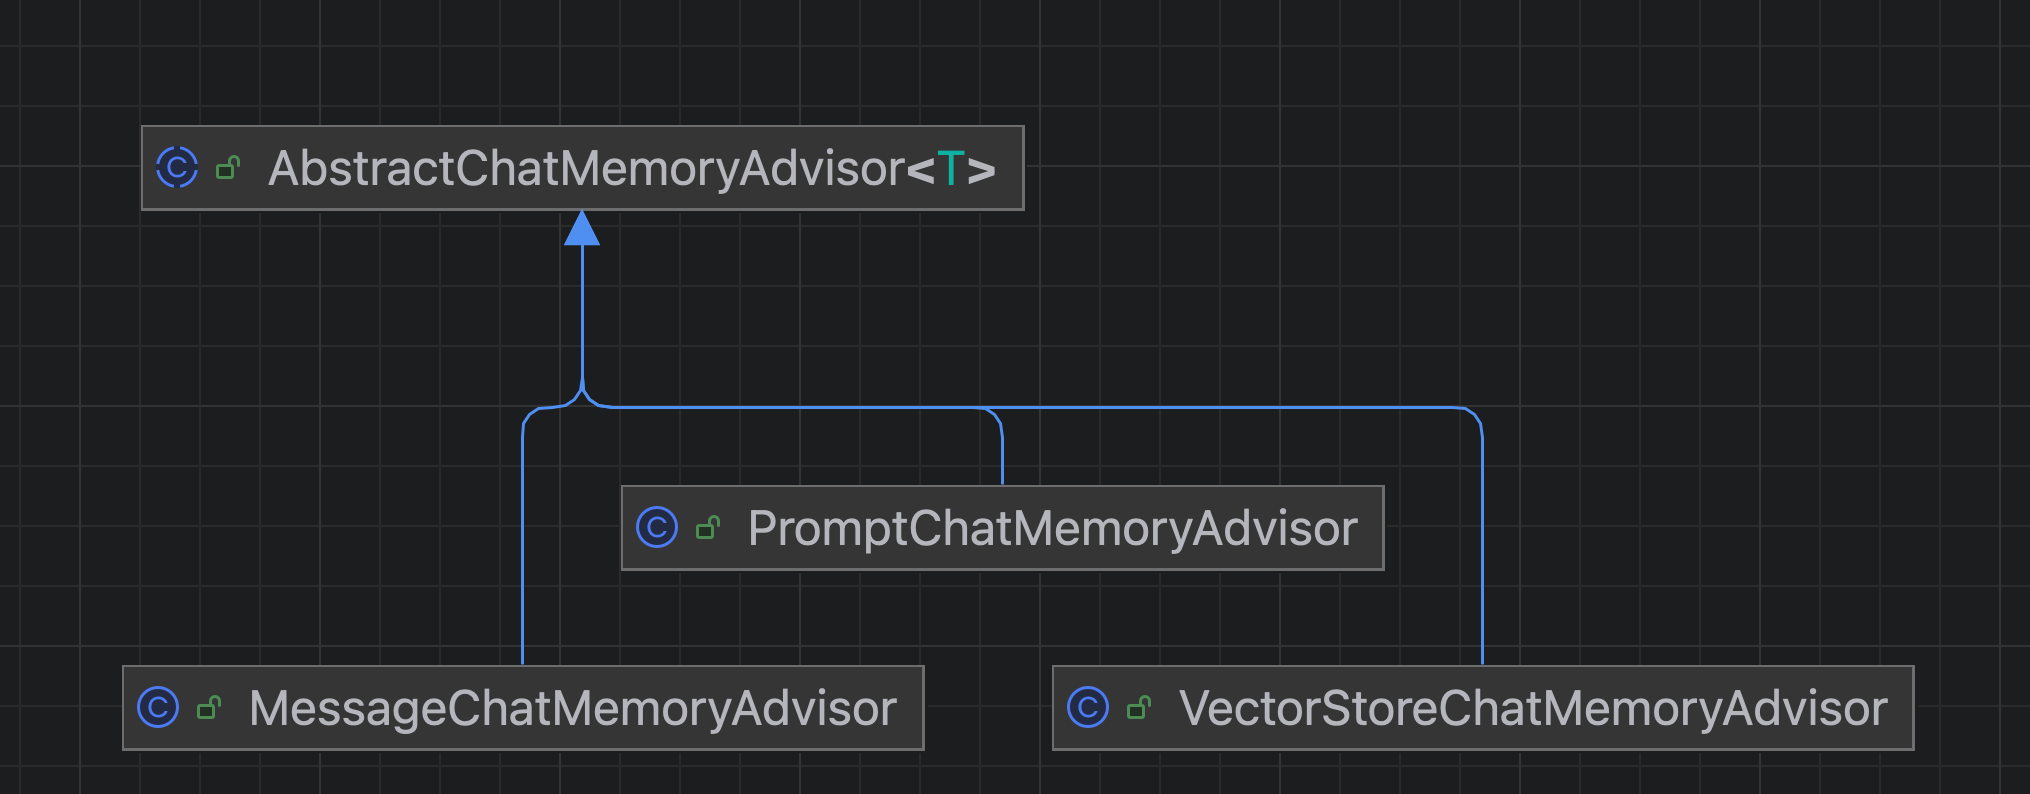 AbstractChatMemoryAdvisor<T>
PromptChatMemoryAdvisor
MessageChatMemoryAdvisor
VectorStoreChatMemoryAdvisor